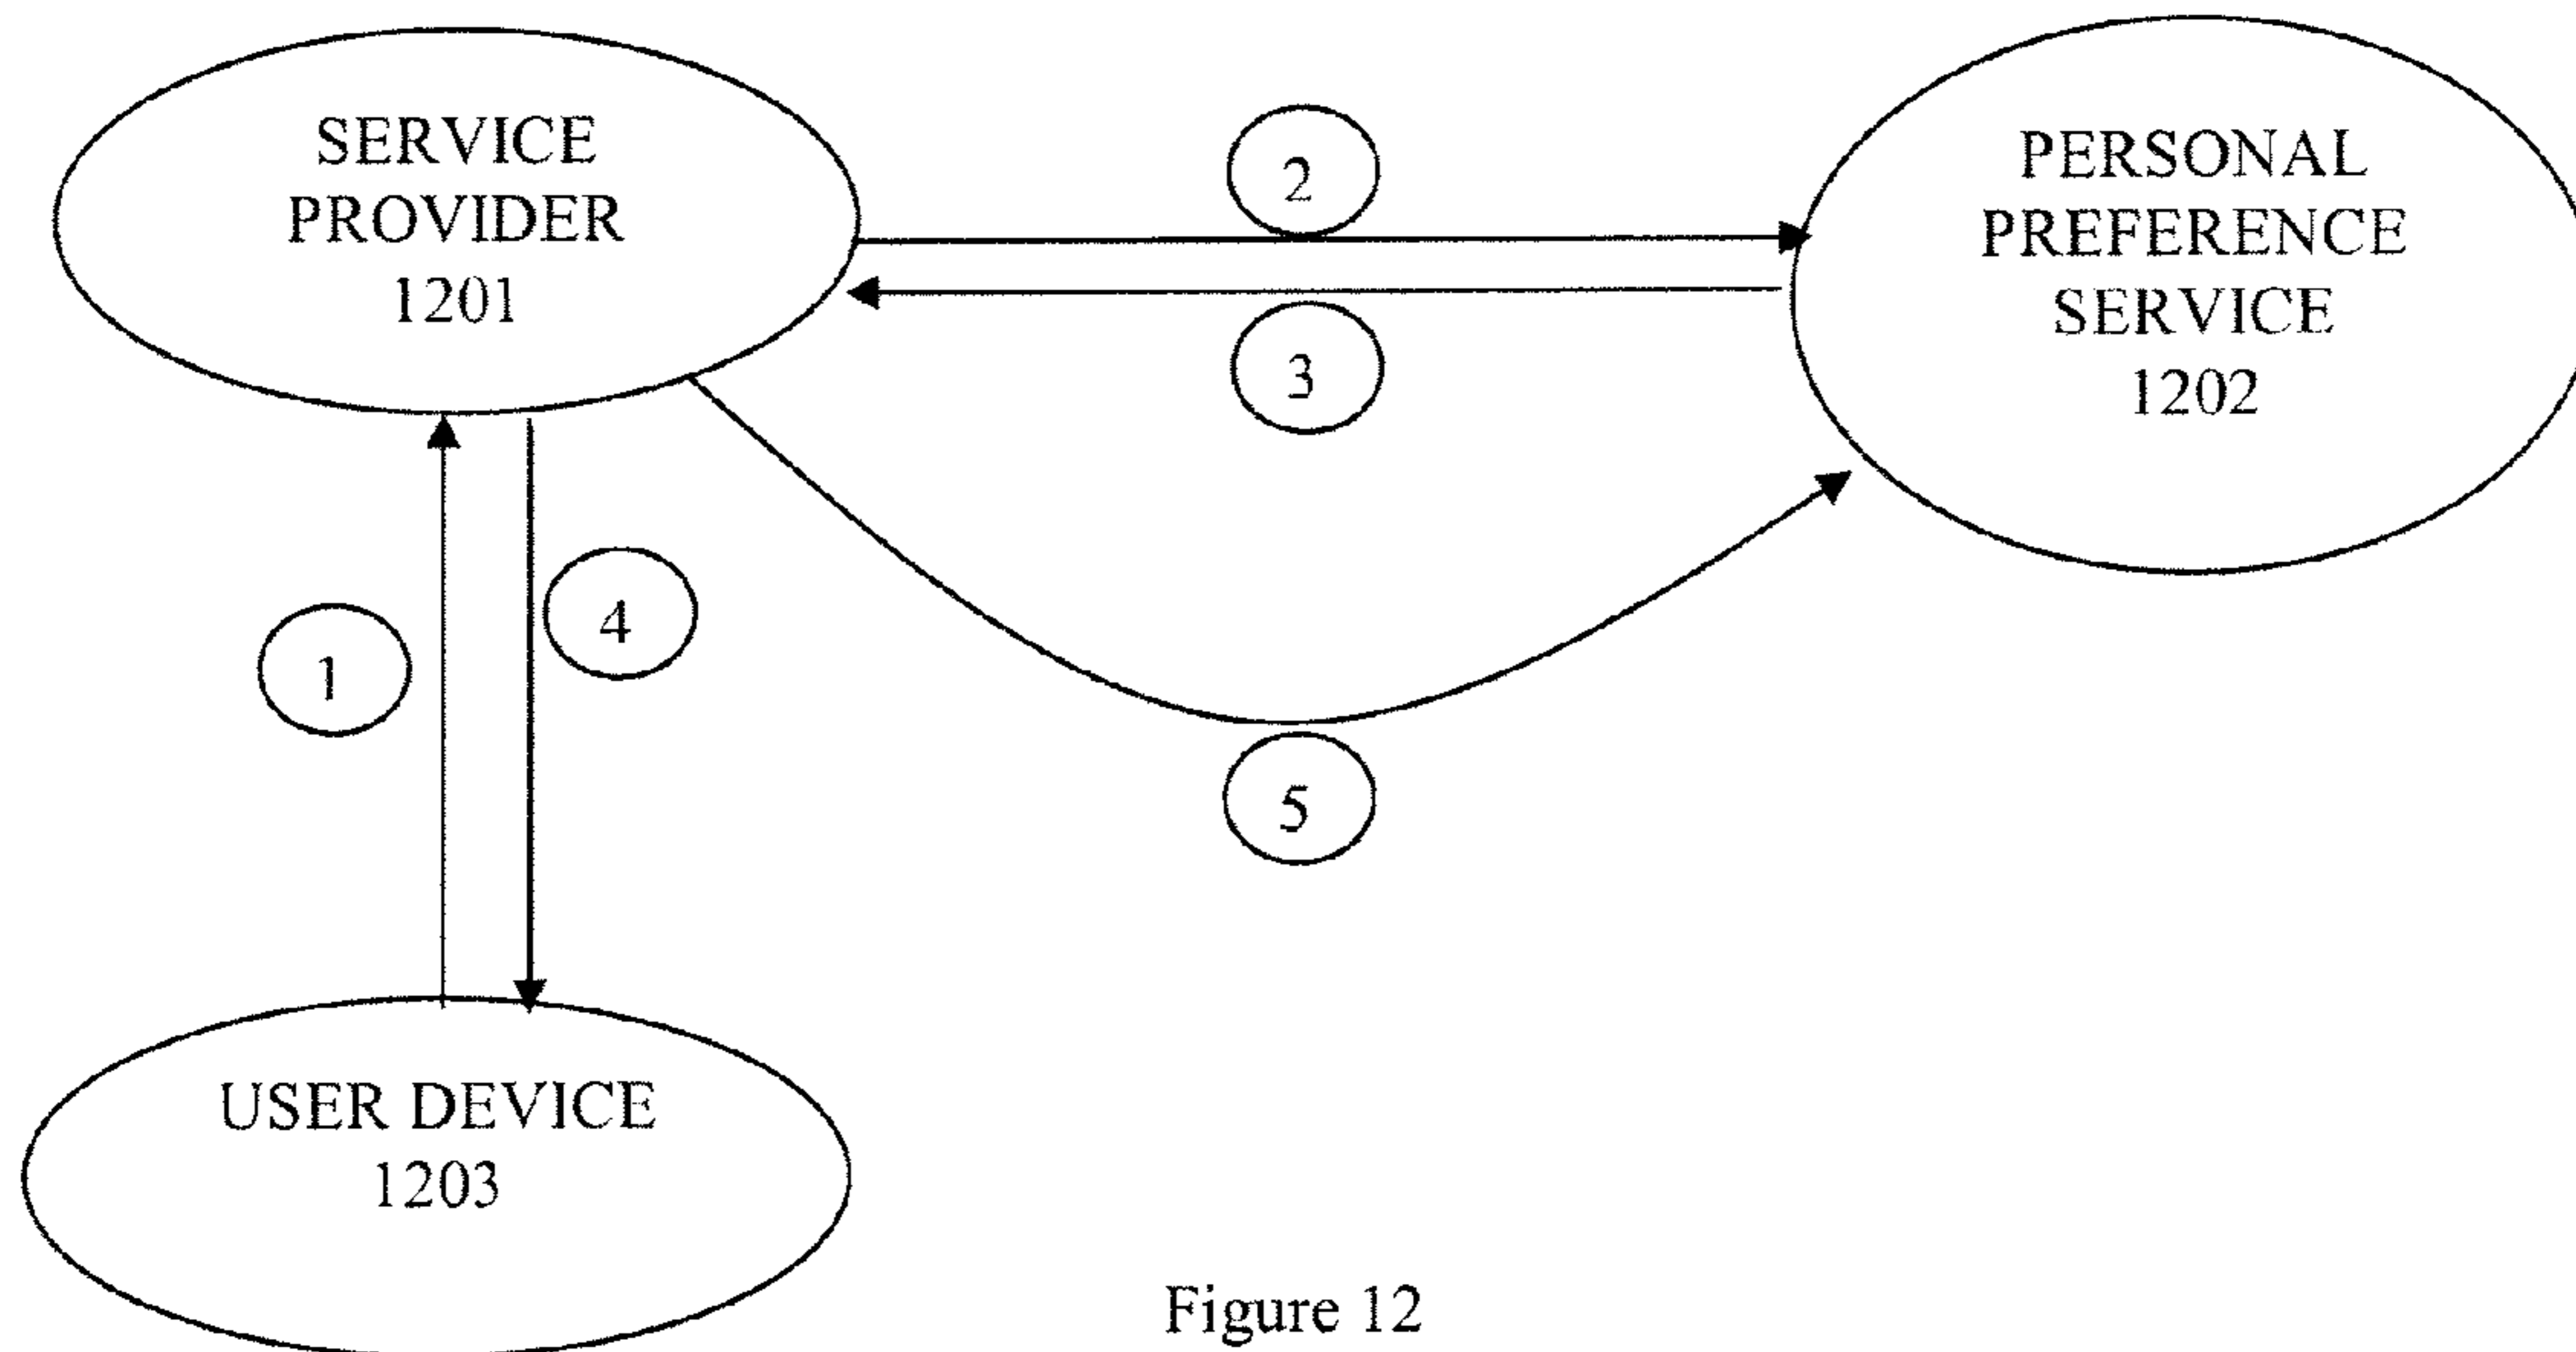 SERVICE
PROVIDER
1201
2
PERSONAL
PREFERENCE
SERVICE
1202
3
1
4
5
USER DEVICE
1203
Figure 12